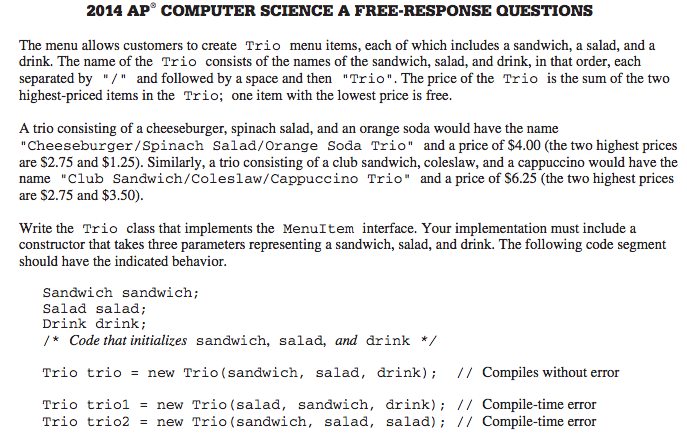 2014 AP® COMPUTER SCIENCE A FREE-RESPONSE QUESTIONS
The menu allows customers to create Trio menu items, each of which includes a sandwich, a salad, and a
drink. The name of the Trio consists of the names of the sandwich, salad, and drink, in that order, each
separated by "/" and followed by a space and then "Trio". The price of the Trio is the sum of the two
highest-priced items in the Trio; one item with the lowest price is free.
A trio consisting of a cheeseburger, spinach salad, and an orange soda would have the name
"Cheeseburger/Spinach Salad/Orange Soda Trio" and a price of $4.00 (the two highest prices
are $2.75 and $1.25). Similarly, a trio consisting of a club sandwich, coleslaw, and a cappuccino would have the
name "Club Sandwich/Coleslaw/Cappuccino Trio" and a price of $6.25 (the two highest prices
are $2.75 and $3.50).
Write the Trio class that implements the MenuItem interface. Your implementation must include a
constructor that takes three parameters representing a sandwich, salad, and drink. The following code segment
should have the indicated behavior.
Sandwich sandwich;
Salad salad;
Drink drink;
/* Code that initializes sandwich, salad, and drink */
Trio trio = new Trio(sandwich, salad, drink); // Compiles without error
Trio trio1 = new Trio(salad, sandwich, drink); // Compile-time error
Trio trio2 = new Trio(sandwich, salad, salad); // Compile-time error